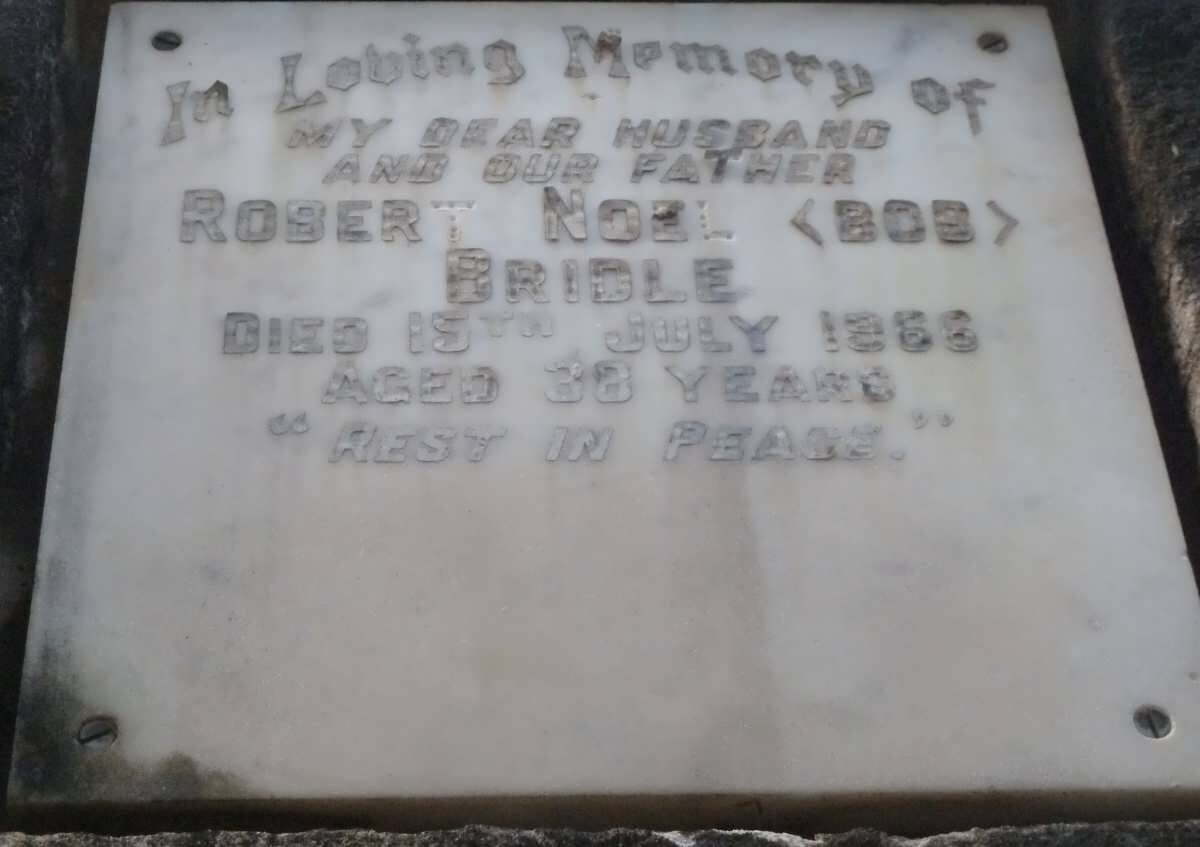 In Loving Memory of
MY DEAR HUSBAND
AND OUR FATHER
ROBERT NOEL (BOB)
BRIDLE
DIED 15TH JULY 1966
AGED 38 YEARS
"REST IN PEACE."